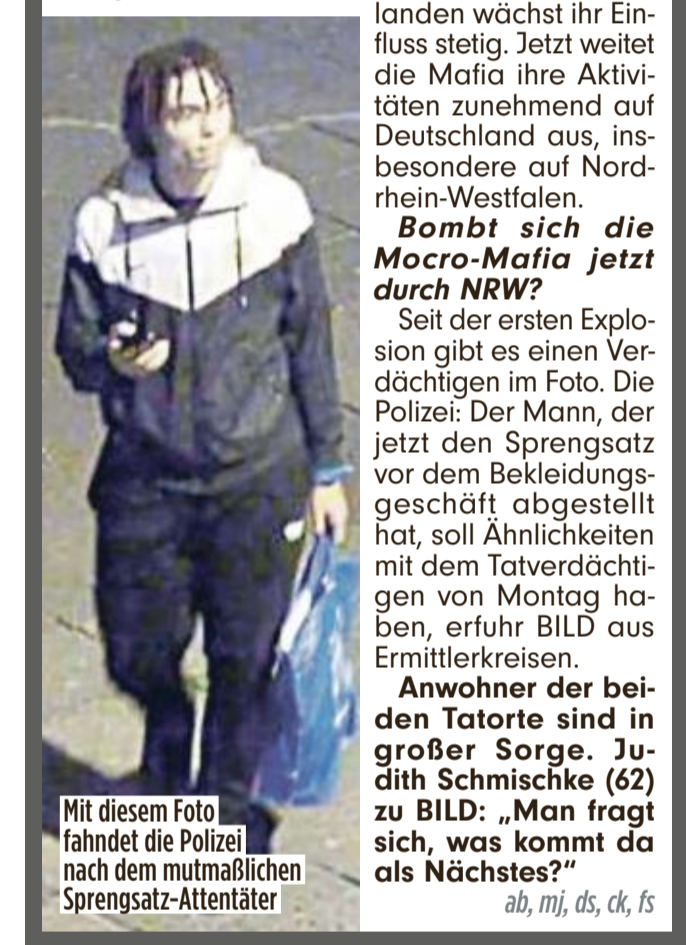 landen wächst ihr Ein-
fluss stetig. Jetzt weitet
die Mafia ihre Aktivi-
täten zunehmend auf
Deutschland aus, ins-
besondere auf Nord-
rhein-Westfalen.
Bombt sich die
Mocro-Mafia jetzt
durch NRW?
Seit der ersten Explo-
sion gibt es einen Ver-
dächtigen im Foto. Die
Polizei: Der Mann, der
jetzt den Sprengsatz
vor dem Bekleidungs-
geschäft abgestellt
hat, soll Ähnlichkeiten
mit dem Tatverdächti-
gen von Montag ha-
ben, erfuhr BILD aus
Ermittlerkreisen.
Anwohner der bei-
den Tatorte sind in
großer Sorge. Ju-
dith Schmischke (62)
zu BILD: „Man fragt
sich, was kommt da
als Nächstes?“
ab, mj, ds, ck, fs
Mit diesem Foto
fahndet die Polizei
nach dem mutmaßlichen
Sprengsatz-Attentäter